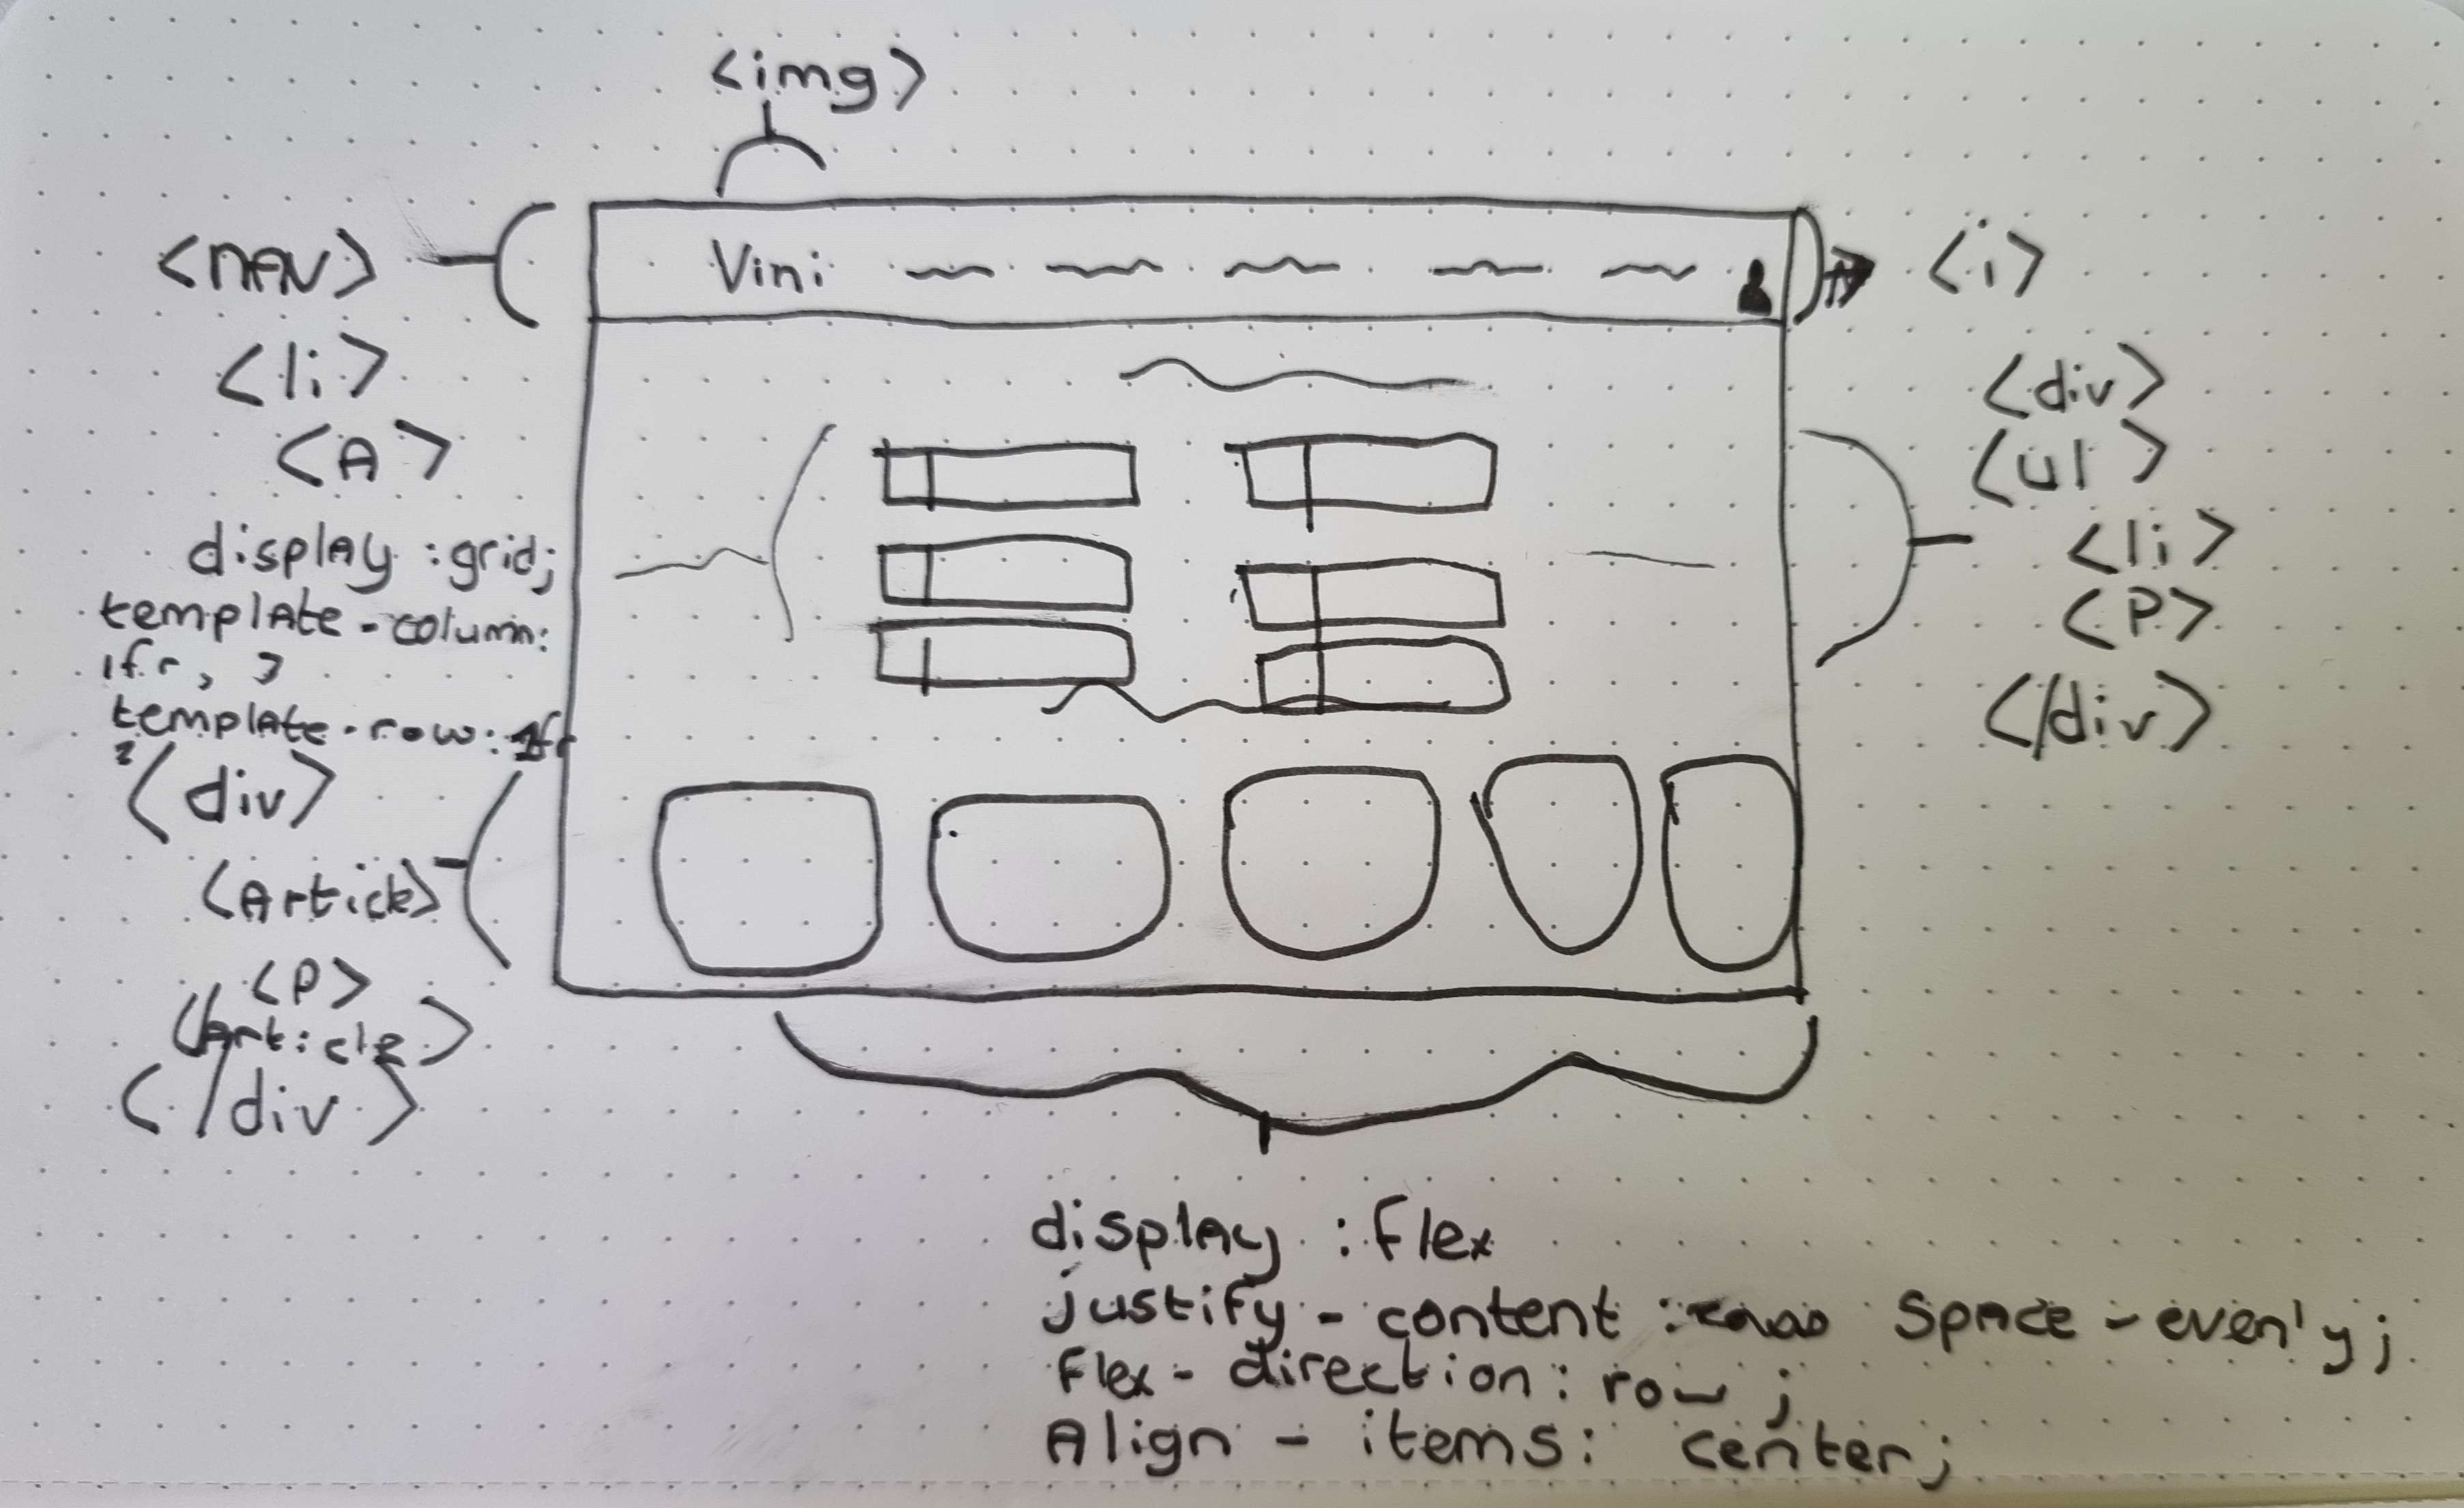 <img>
<nAV>
Vini
<i>
<li>
<A>
display : grid;
template - column:
1fr,
template - row: 1fr
<div>
<Article>
<P>
</Article>
</div>
<div>
<ul>
<li>
<P>
</div>
display : flex
justify - content : space - evenly;
flex - direction: row ;
Align - items: center;